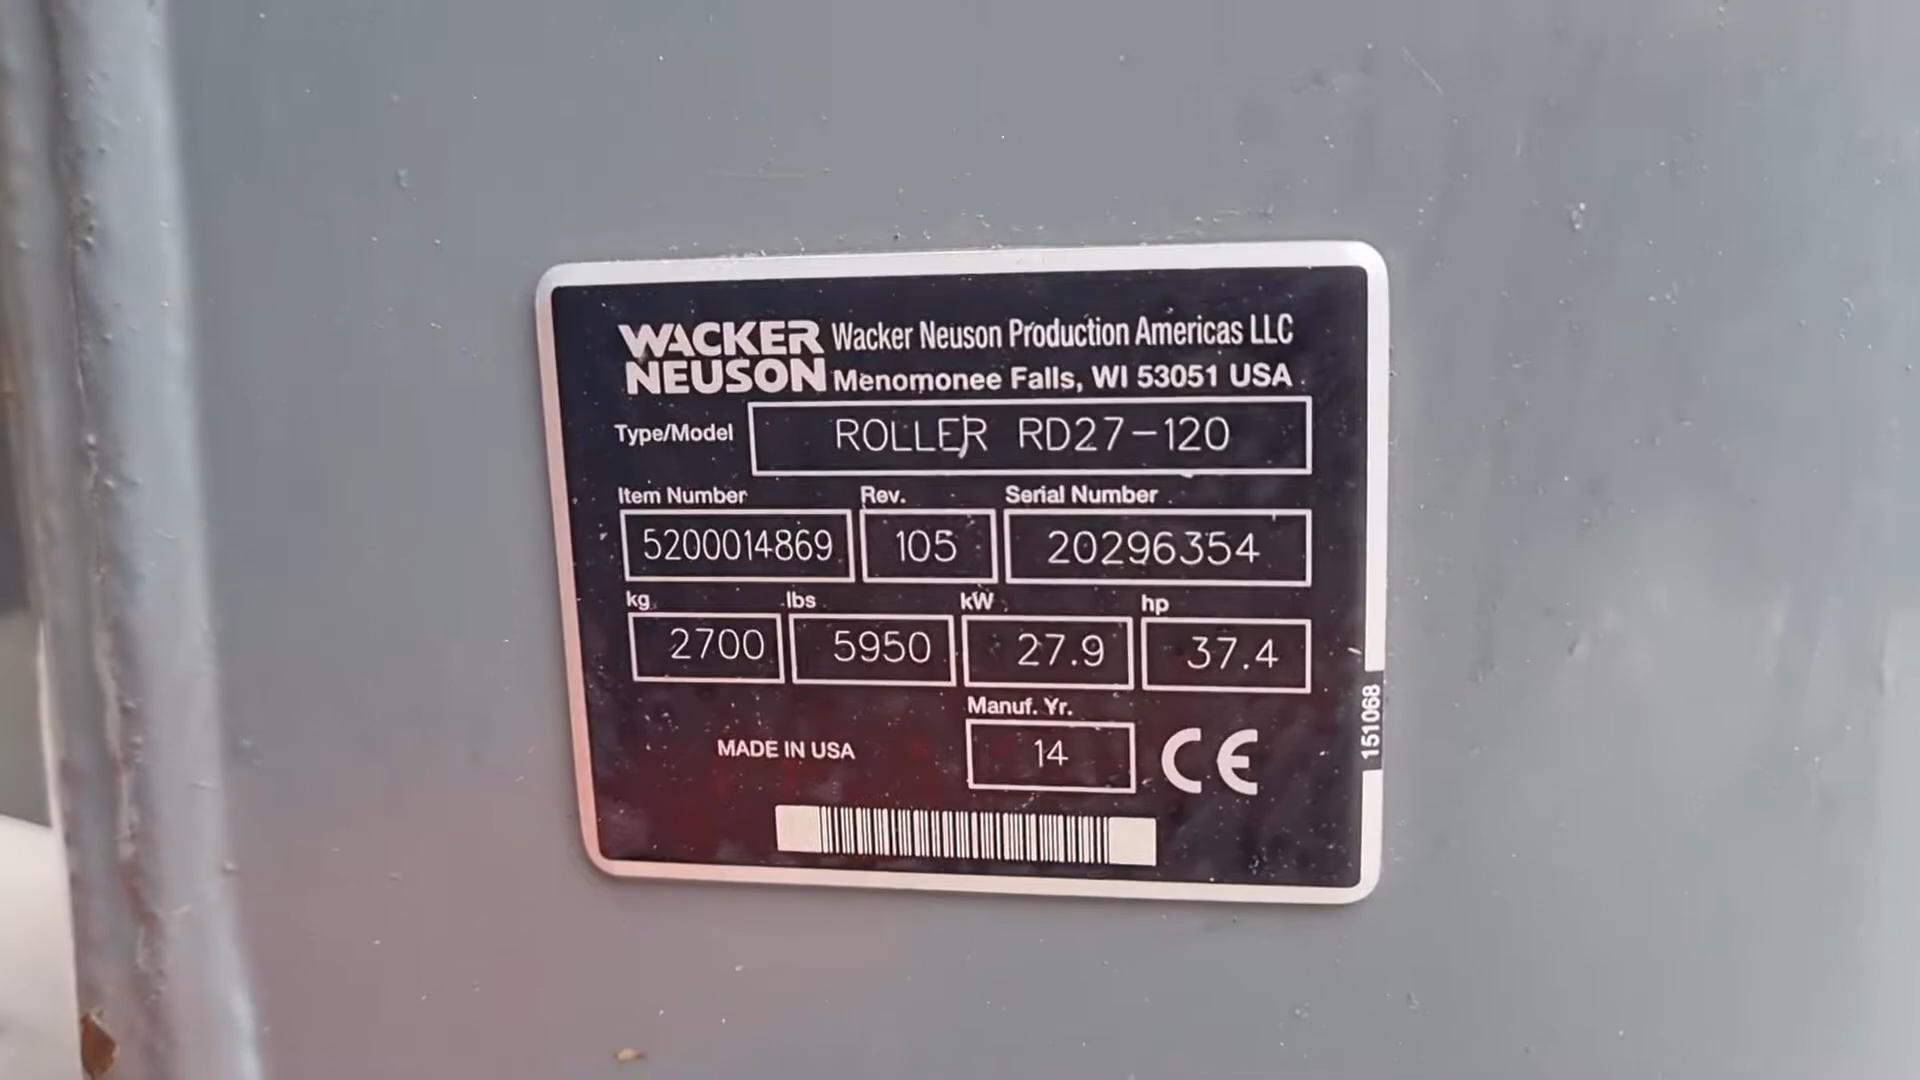 WACKER NEUSON
Wacker Neuson Production Americas LLC
Menomonee Falls, WI 53051 USA
Type/Model ROLLER RD27-120
Item Number Rev. Serial Number
5200014869 105 20296354
kg lbs kW hp
2700 5950 27.9 37.4
Manuf. Yr.
MADE IN USA 14 CE
151068